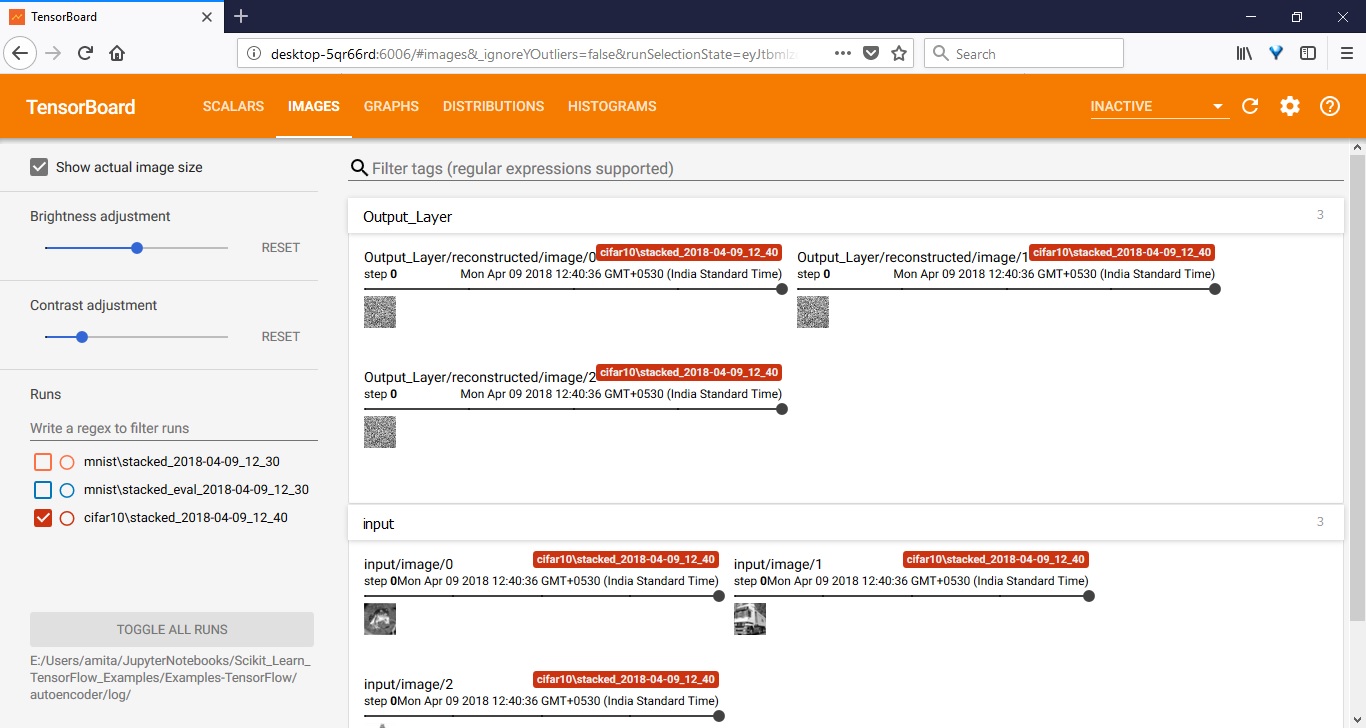 TensorBoard
desktop-5qr66rd:6006/#images&_ignoreYOutliers=false&runSelectionState=eyJtbmlz
Search
TensorBoard
SCALARS
IMAGES
GRAPHS
DISTRIBUTIONS
HISTOGRAMS
INACTIVE
Show actual image size
Brightness adjustment
RESET
Contrast adjustment
RESET
Runs
Write a regex to filter runs
mnist\stacked_2018-04-09_12_30
mnist\stacked_eval_2018-04-09_12_30
cifar10\stacked_2018-04-09_12_40
TOGGLE ALL RUNS
E:/Users/amita/JupyterNotebooks/Scikit_Learn_
TensorFlow_Examples/Examples-TensorFlow/
autoencoder/log/
Filter tags (regular expressions supported)
Output_Layer
3
Output_Layer/reconstructed/image/0
cifar10\stacked_2018-04-09_12_40
step 0
Mon Apr 09 2018 12:40:36 GMT+0530 (India Standard Time)
Output_Layer/reconstructed/image/1
cifar10\stacked_2018-04-09_12_40
step 0
Mon Apr 09 2018 12:40:36 GMT+0530 (India Standard Time)
Output_Layer/reconstructed/image/2
cifar10\stacked_2018-04-09_12_40
step 0
Mon Apr 09 2018 12:40:36 GMT+0530 (India Standard Time)
input
3
input/image/0
cifar10\stacked_2018-04-09_12_40
step 0Mon Apr 09 2018 12:40:36 GMT+0530 (India Standard Time)
input/image/1
cifar10\stacked_2018-04-09_12_40
step 0Mon Apr 09 2018 12:40:36 GMT+0530 (India Standard Time)
input/image/2
cifar10\stacked_2018-04-09_12_40
step 0Mon Apr 09 2018 12:40:36 GMT+0530 (India Standard Time)